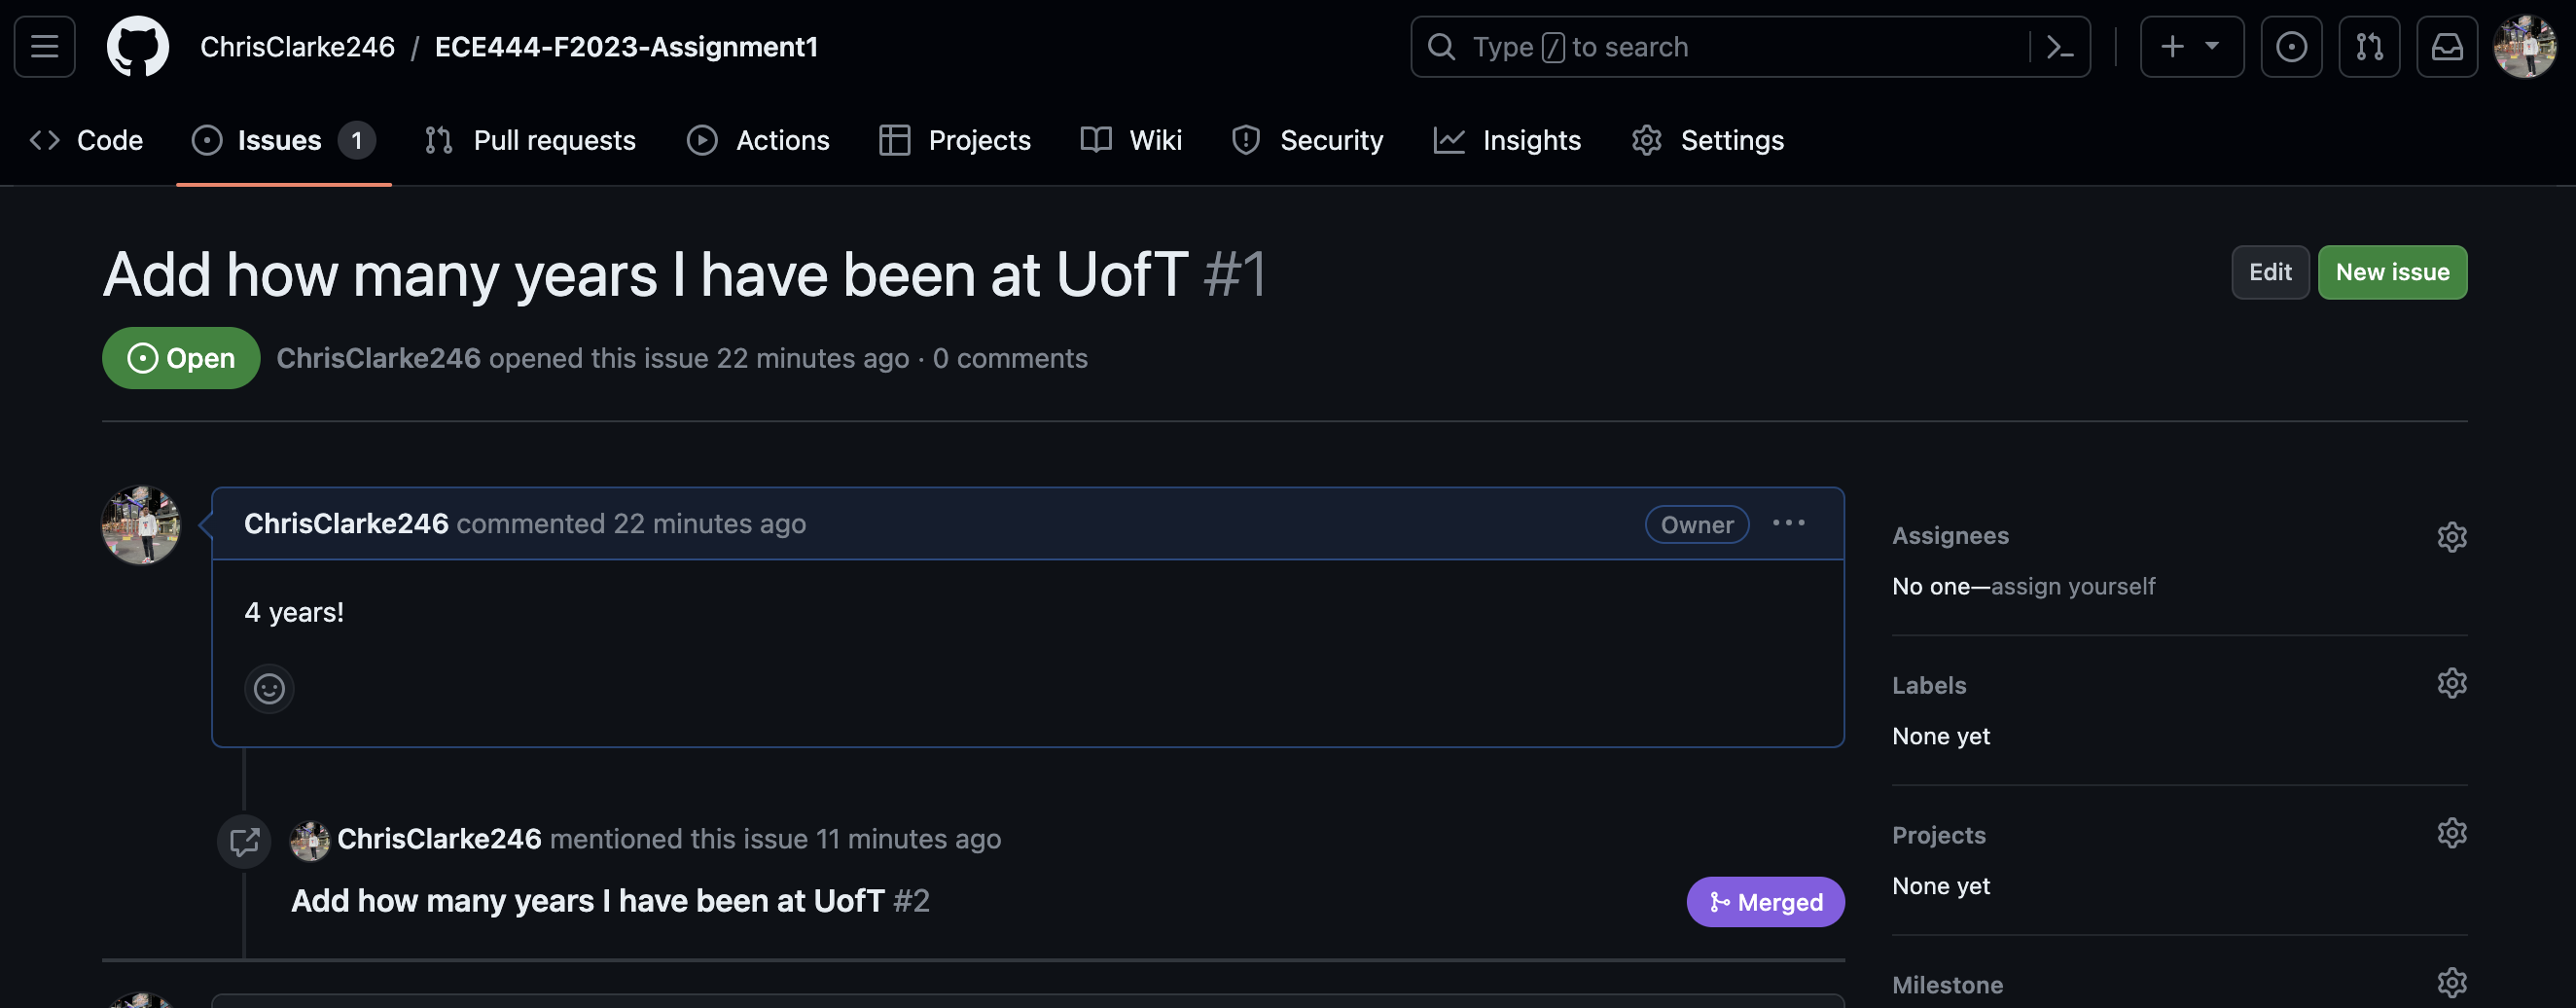 ChrisClarke246 / ECE444-F2023-Assignment1
Type / to search
Code Issues 1 Pull requests Actions Projects Wiki Security Insights Settings
Add how many years I have been at UofT #1
Edit New issue
Open ChrisClarke246 opened this issue 22 minutes ago · 0 comments
ChrisClarke246 commented 22 minutes ago Owner ...
4 years!
ChrisClarke246 mentioned this issue 11 minutes ago
Add how many years I have been at UofT #2 Merged
Assignees
No one—assign yourself
Labels
None yet
Projects
None yet
Milestone